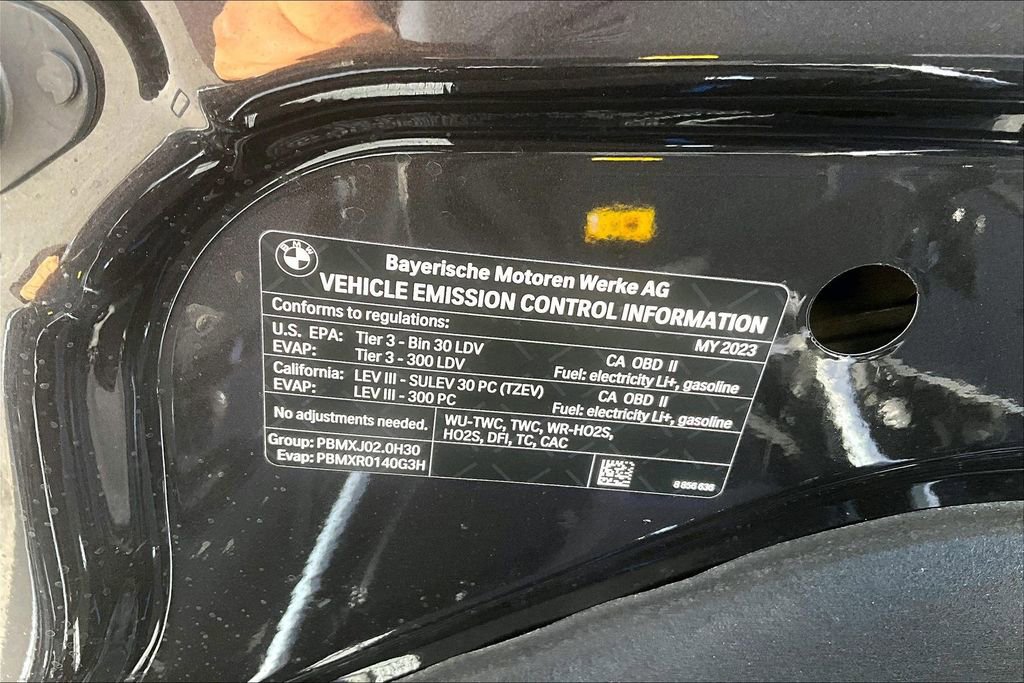 BMW
Bayerische Motoren Werke AG
VEHICLE EMISSION CONTROL INFORMATION
Conforms to regulations: MY 2023
U.S. EPA: Tier 3 - Bin 30 LDV CA OBD II
EVAP: Tier 3 - 300 LDV Fuel: electricity Li+, gasoline
California: LEV III - SULEV 30 PC (TZEV) CA OBD II
EVAP: LEV III - 300 PC Fuel: electricity Li+, gasoline
No adjustments needed. WU-TWC, TWC, WR-HO2S,
HO2S, DFI, TC, CAC
Group: PBMXJ02.0H30
Evap: PBMXR0140G3H
8 856 636